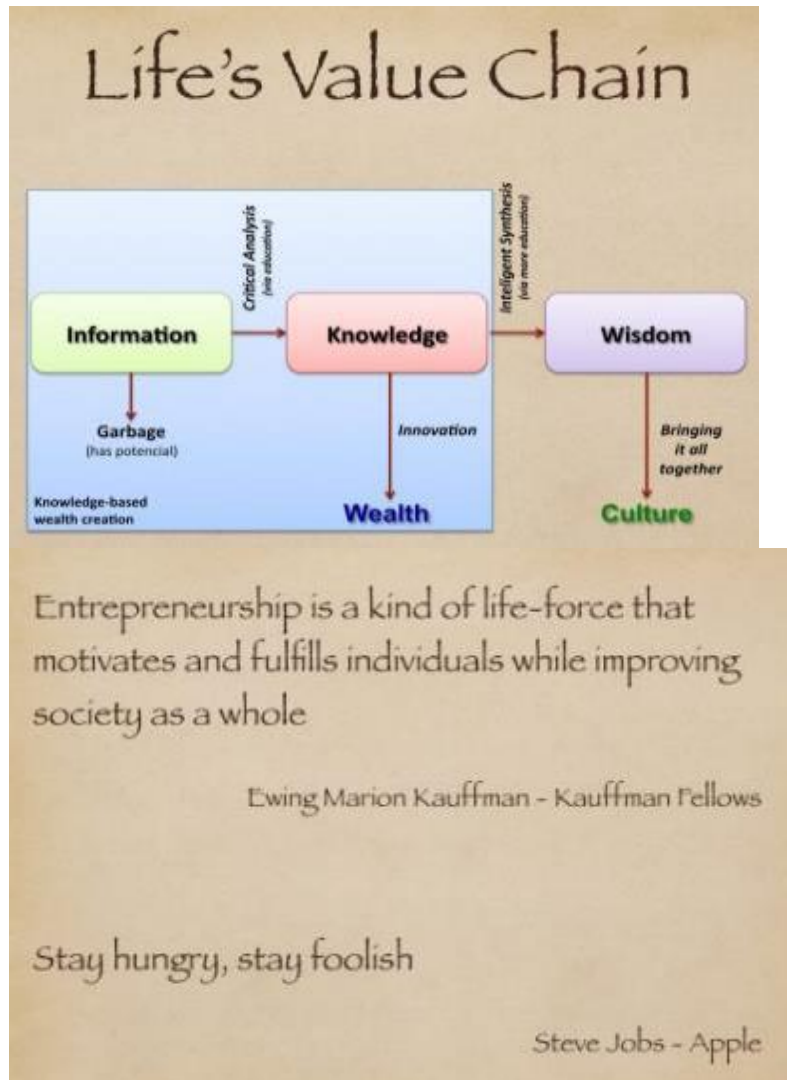 Life's Value Chain
Critical Analysis
(via education)
Inteligent Synthesis
(via more education)
Information
Knowledge
Wisdom
Garbage
(has potencial)
Innovation
Bringing
it all
together
Knowledge-based
wealth creation
Wealth
Culture
Entrepreneurship is a kind of life-force that
motivates and fulfills individuals while improving
society as a whole
Ewing Marion Kauffman - Kauffman Fellows
Stay hungry, stay foolish
Steve Jobs - Apple